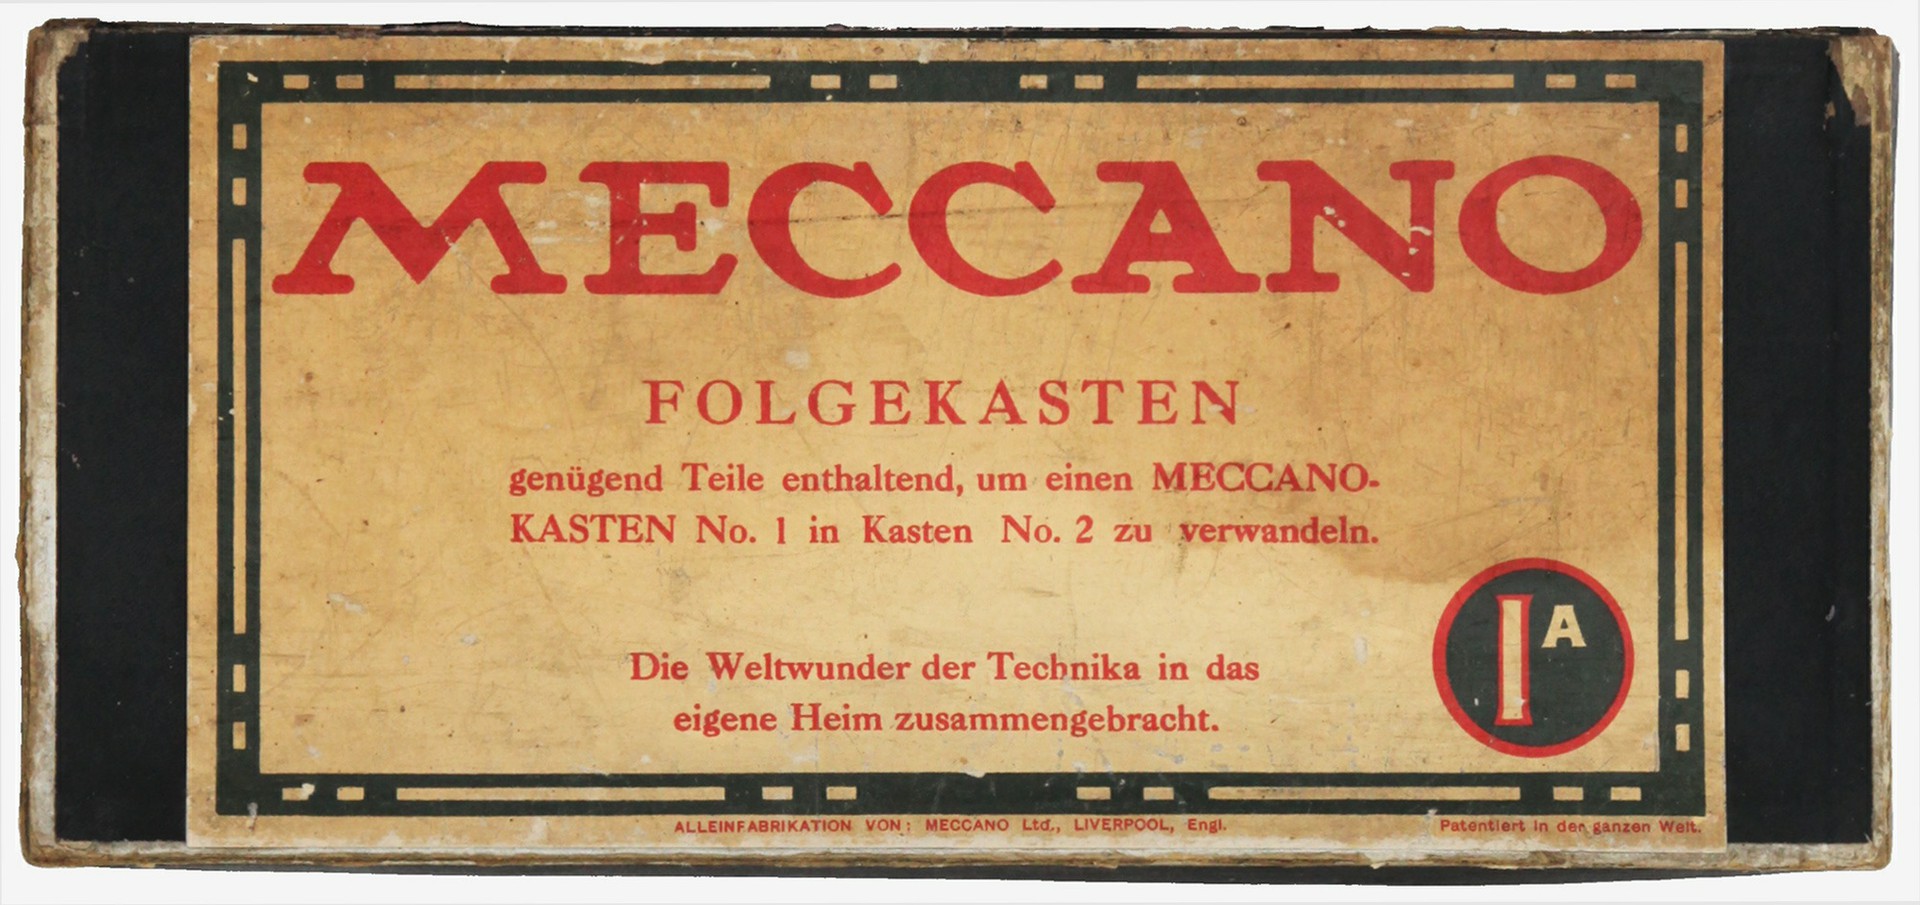 MECCANO
FOLGEKASTEN
genügend Teile enthaltend, um einen MECCANO-
KASTEN No. 1 in Kasten No. 2 zu verwandeln.
1A
Die Weltwunder der Technika in das
eigene Heim zusammengebracht.
ALLEINFABRIKATION VON: MECCANO Ltd., LIVERPOOL, Engl.
Patentiert in der ganzen Welt.